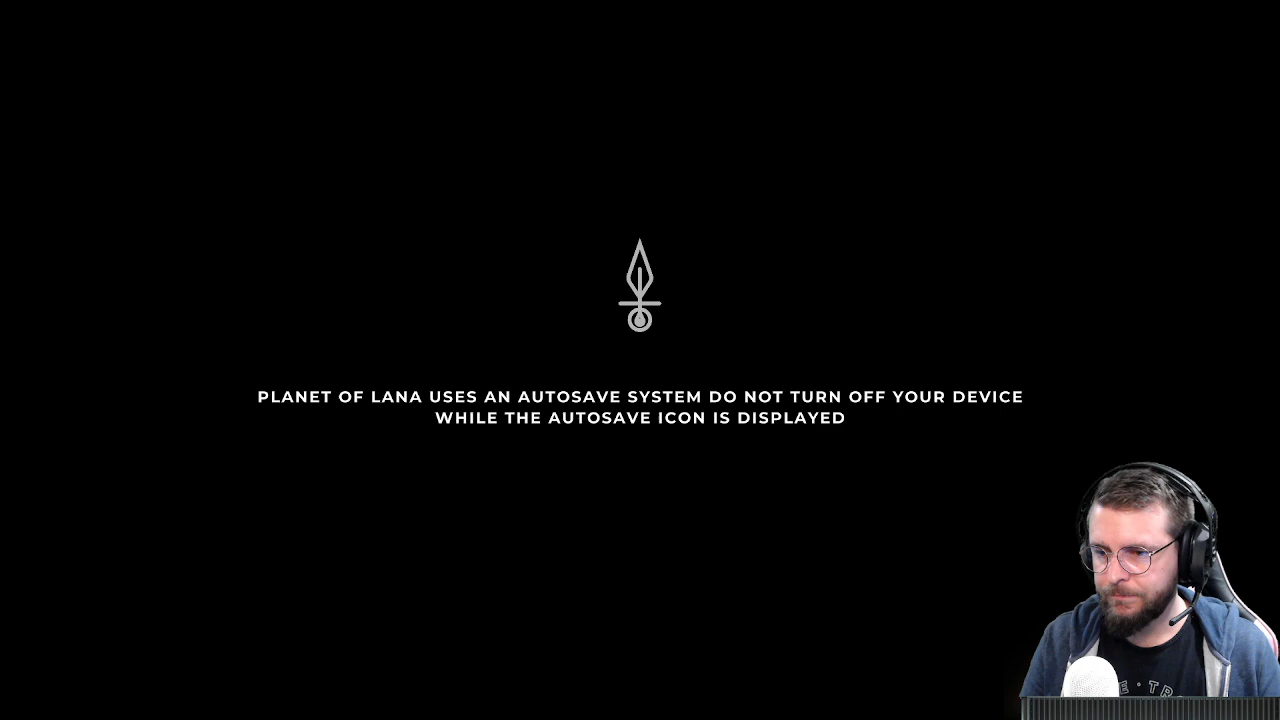 PLANET OF LANA USES AN AUTOSAVE SYSTEM DO NOT TURN OFF YOUR DEVICE
WHILE THE AUTOSAVE ICON IS DISPLAYED